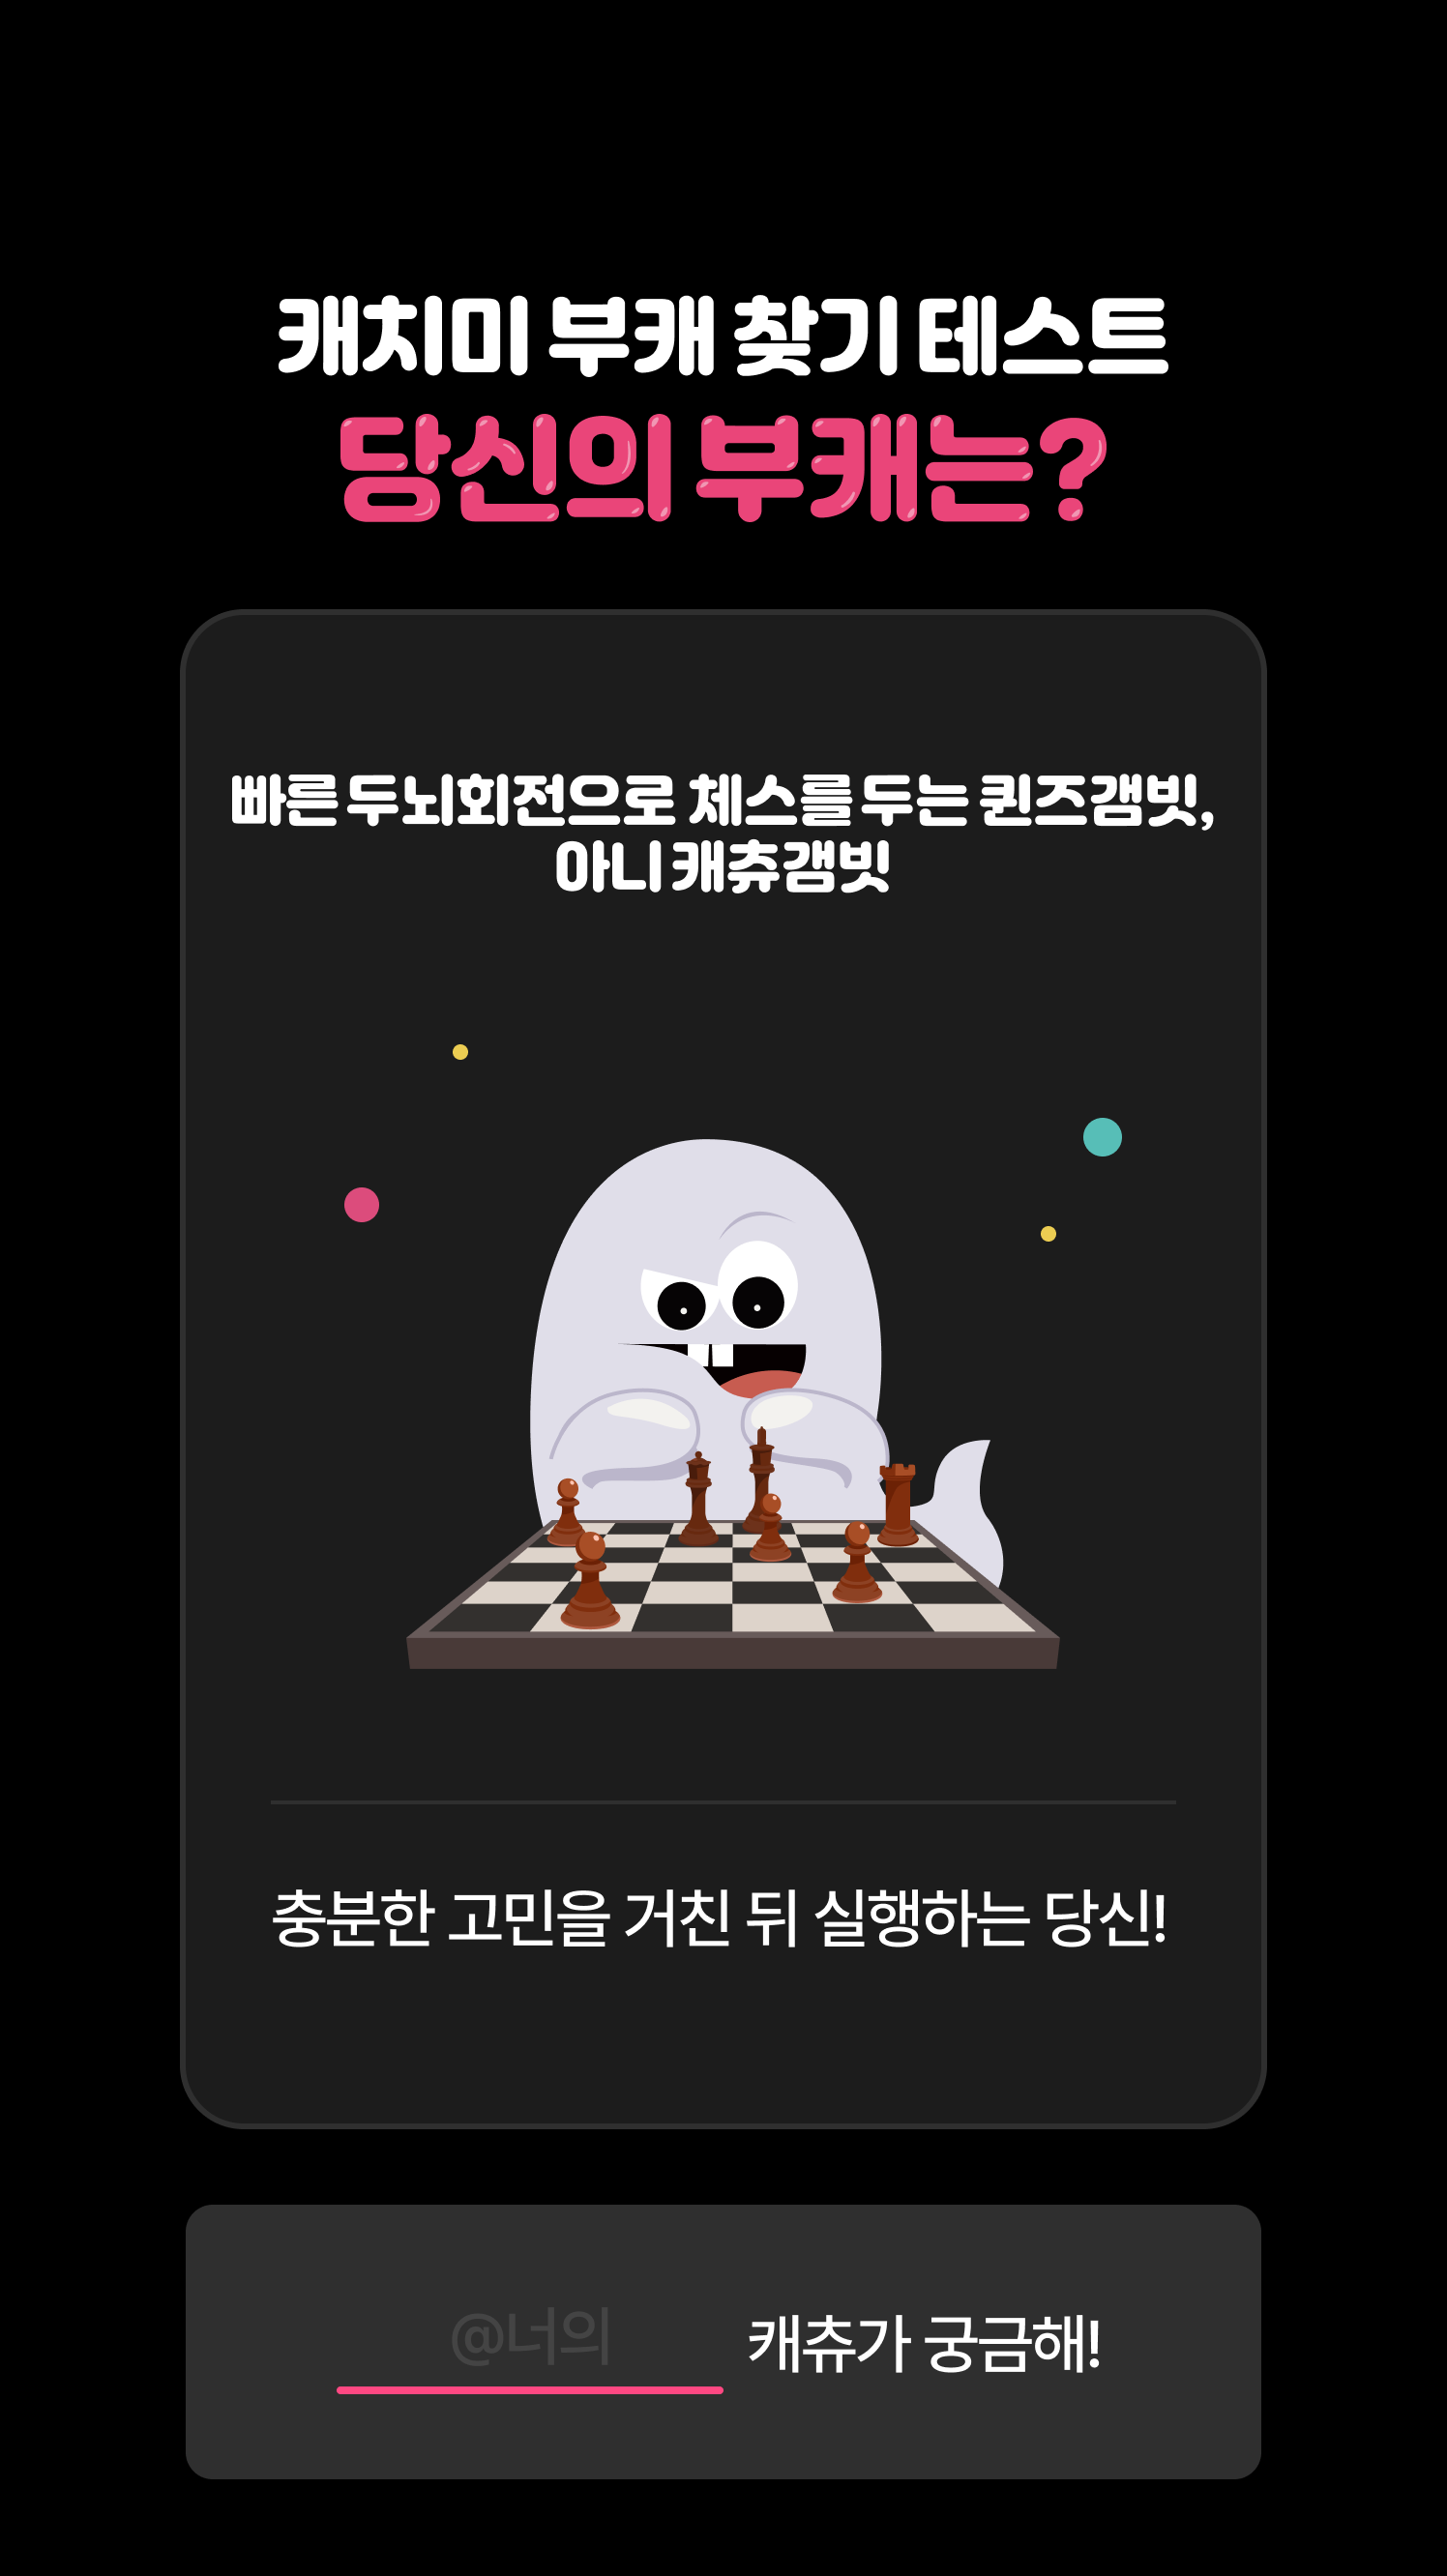 캐치미 부캐 찾기 테스트
당신의 부캐는?
빠른 두뇌회전으로 체스를 두는 퀸즈갬빗,
아니 캐츄갬빗
충분한 고민을 거친 뒤 실행하는 당신!
@너의 캐츄가 궁금해!